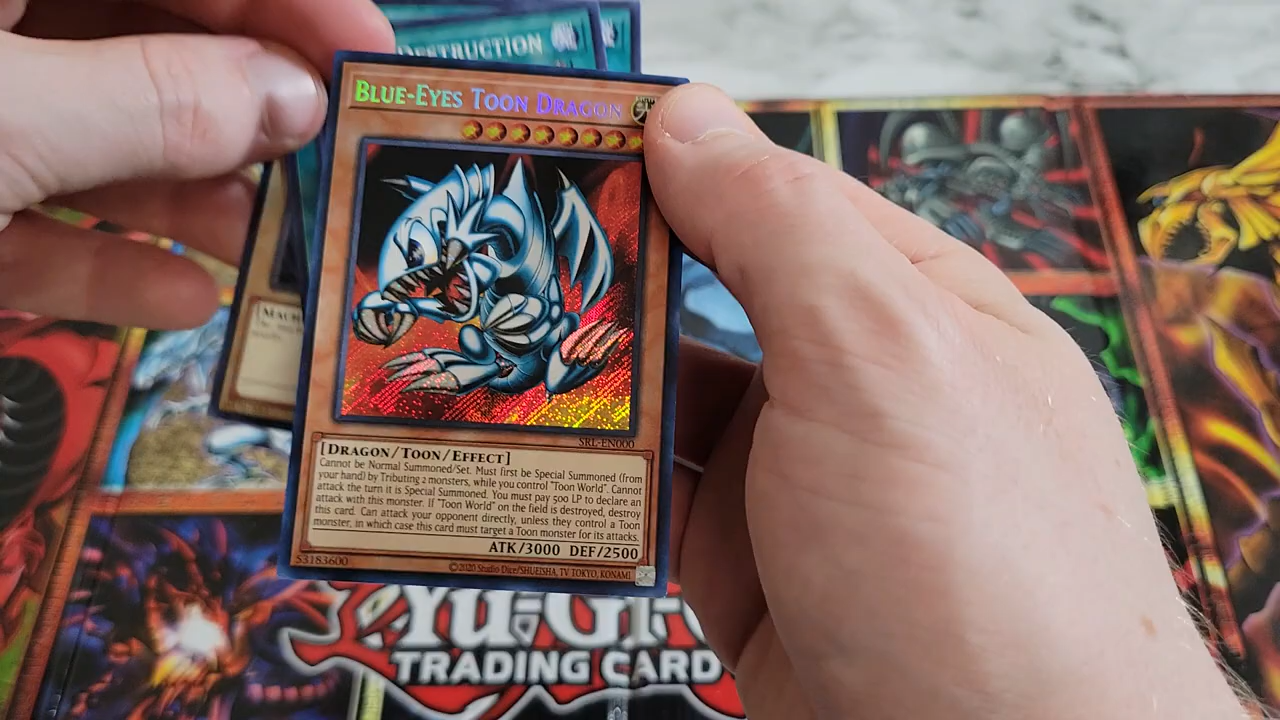 DESTRUCTION
BLUE-EYES TOON DRAGON
SRL-EN000
[DRAGON/TOON/EFFECT]
Cannot be Normal Summoned/Set. Must first be Special Summoned (from
your hand) by Tributing 2 monsters, while you control "Toon World". Cannot
attack the turn it is Special Summoned. You must pay 500 LP to declare an
attack with this monster. If "Toon World" on the field is destroyed, destroy
this card. Can attack your opponent directly, unless they control a Toon
monster, in which case this card must target a Toon monster for its attacks.
ATK/3000 DEF/2500
53183600
©2020 Studio Dice/SHUEISHA, TV TOKYO, KONAMI
[MACH
YU-GI-O
TRADING CARD